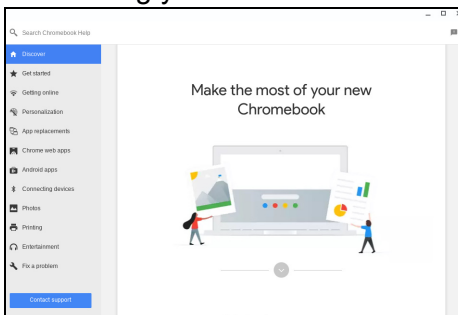 Search Chromebook Help
Discover
Get started
Getting online
Personalization
App replacements
Chrome web apps
Android apps
Connecting devices
Photos
Printing
Entertainment
Fix a problem
Contact support
Make the most of your new
Chromebook